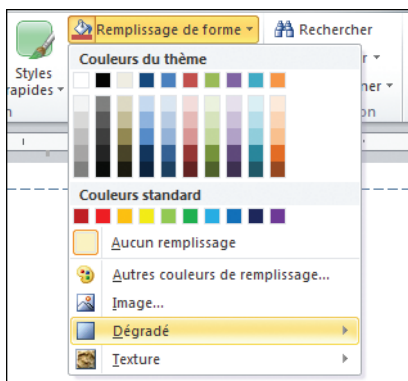 Remplissage de forme
Rechercher
Styles
rapides
Couleurs du thème
Couleurs standard
Aucun remplissage
Autres couleurs de remplissage...
Image...
Dégradé
Texture